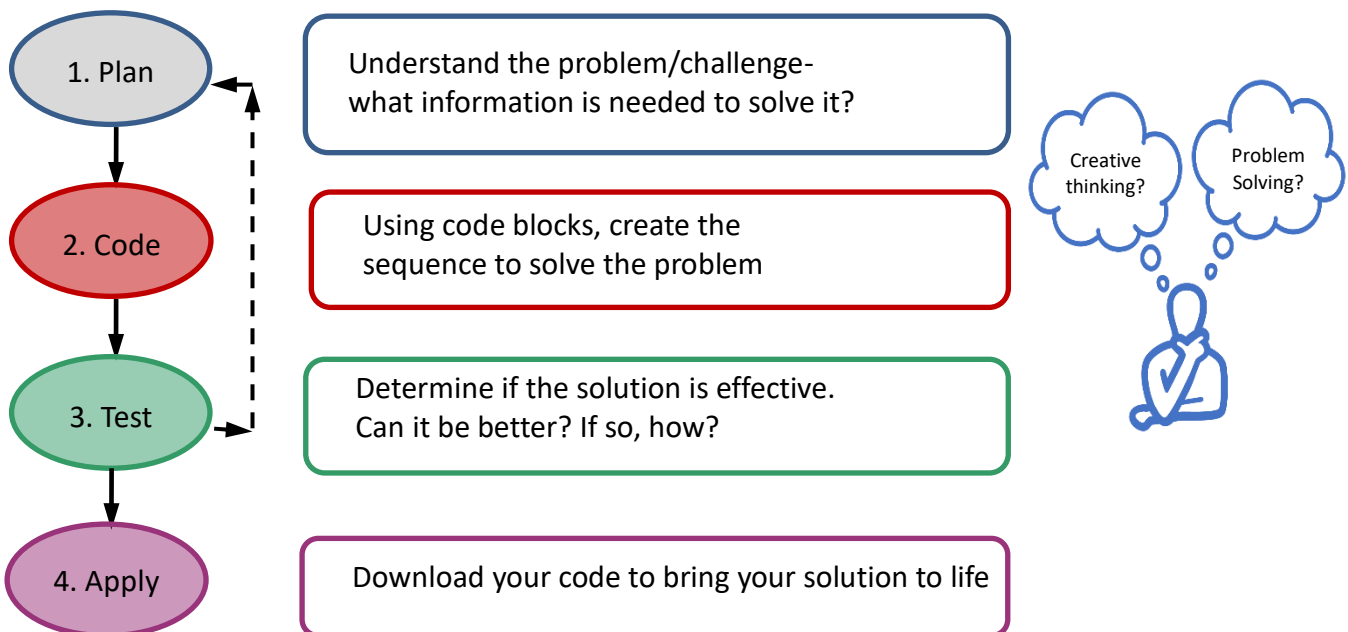 1. Plan
Understand the problem/challenge-
what information is needed to solve it?
Creative
thinking?
Problem
Solving?
2. Code
Using code blocks, create the
sequence to solve the problem
3. Test
Determine if the solution is effective.
Can it be better? If so, how?
4. Apply
Download your code to bring your solution to life